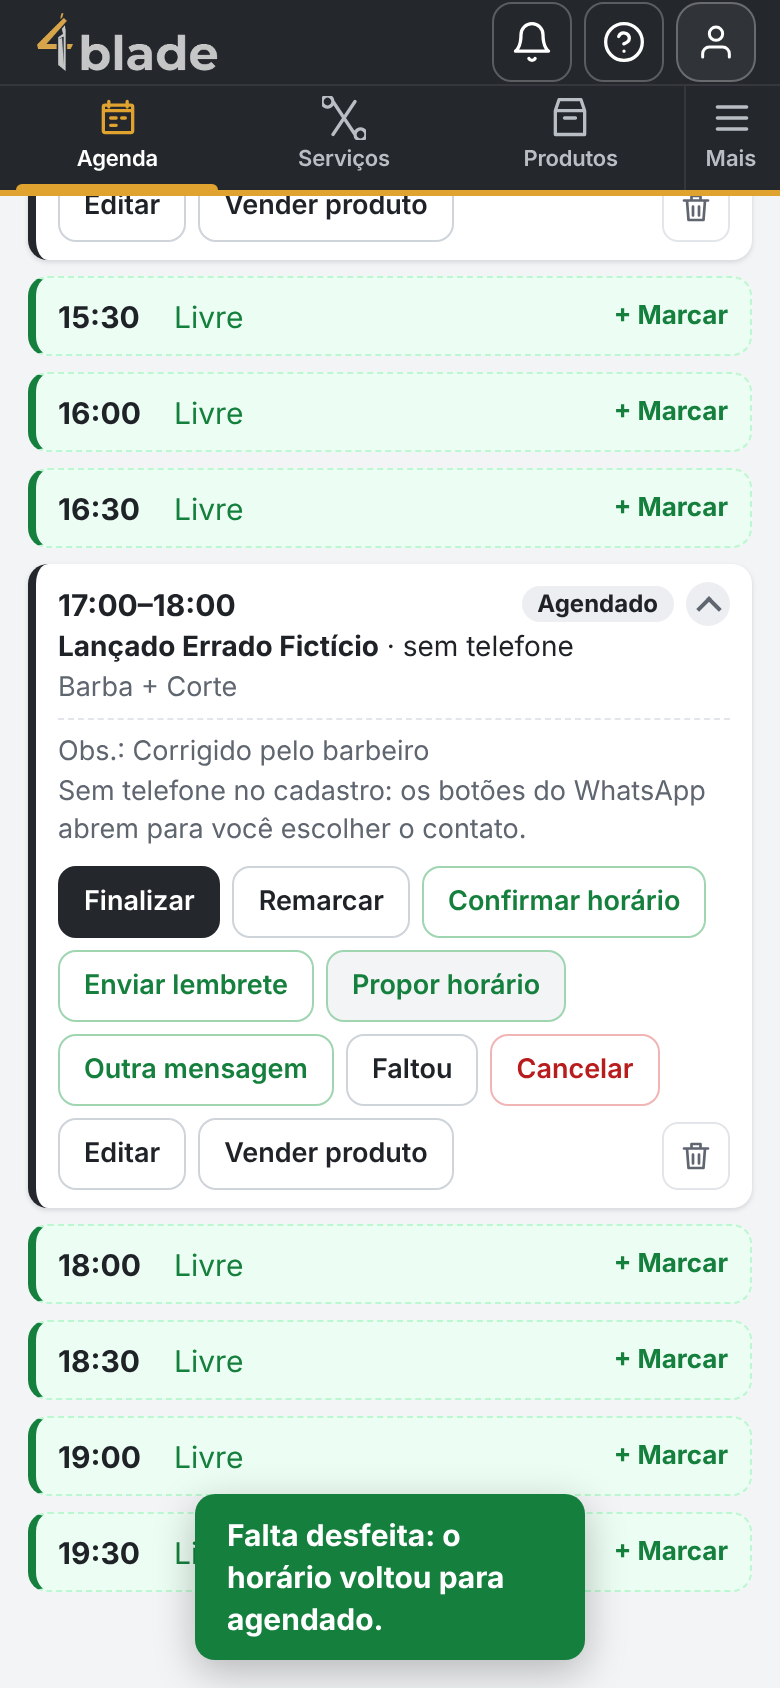 4blade
Agenda
Serviços
Produtos
Mais
Editar
Vender produto
15:30 Livre + Marcar
16:00 Livre + Marcar
16:30 Livre + Marcar
17:00–18:00 Agendado
Lançado Errado Fictício · sem telefone
Barba + Corte
Obs.: Corrigido pelo barbeiro
Sem telefone no cadastro: os botões do WhatsApp
abrem para você escolher o contato.
Finalizar Remarcar Confirmar horário
Enviar lembrete Propor horário
Outra mensagem Faltou Cancelar
Editar Vender produto
18:00 Livre + Marcar
18:30 Livre + Marcar
19:00 Livre + Marcar
19:30 + Marcar
Falta desfeita: o
horário voltou para
agendado.